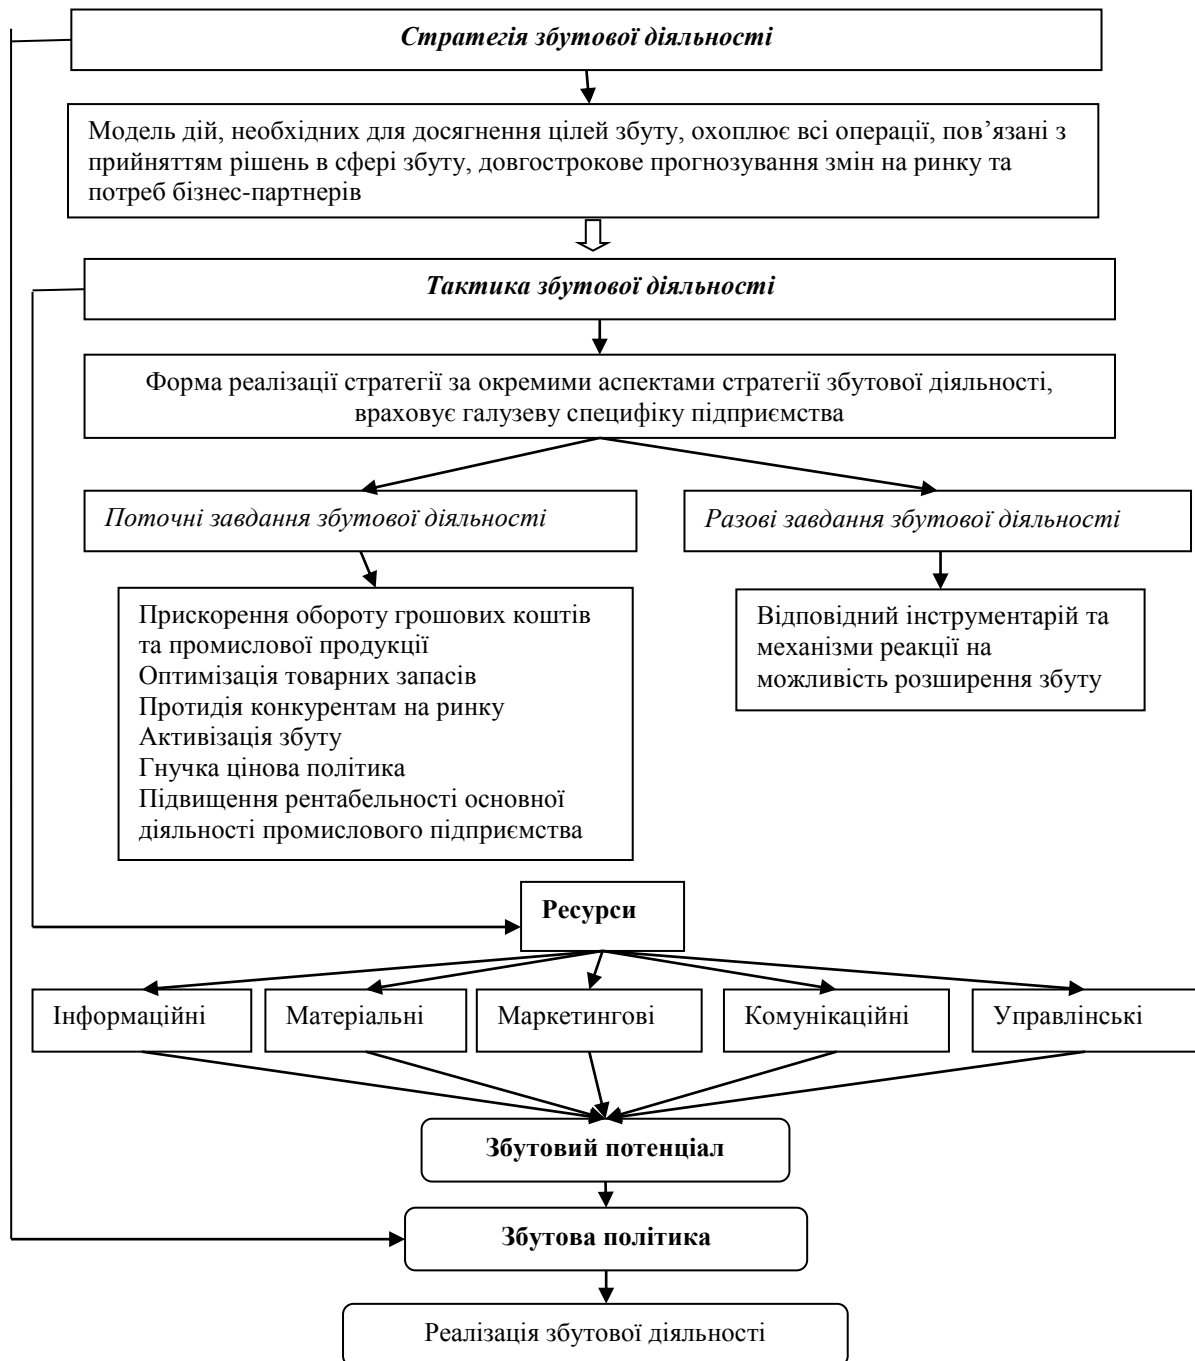 Стратегія збутової діяльності
Модель дій, необхідних для досягнення цілей збуту, охоплює всі операції, пов’язані з
прийняттям рішень в сфері збуту, довгострокове прогнозування змін на ринку та
потреб бізнес-партнерів
Тактика збутової діяльності
Форма реалізації стратегії за окремими аспектами стратегії збутової діяльності,
враховує галузеву специфіку підприємства
Поточні завдання збутової діяльності
Разові завдання збутової діяльності
Прискорення обороту грошових коштів
та промислової продукції
Оптимізація товарних запасів
Протидія конкурентам на ринку
Активізація збуту
Гнучка цінова політика
Підвищення рентабельності основної
діяльності промислового підприємства
Відповідний інструментарій та
механізми реакції на
можливість розширення збуту
Ресурси
Інформаційні
Матеріальні
Маркетингові
Комунікаційні
Управлінські
Збутовий потенціал
Збутова політика
Реалізація збутової діяльності